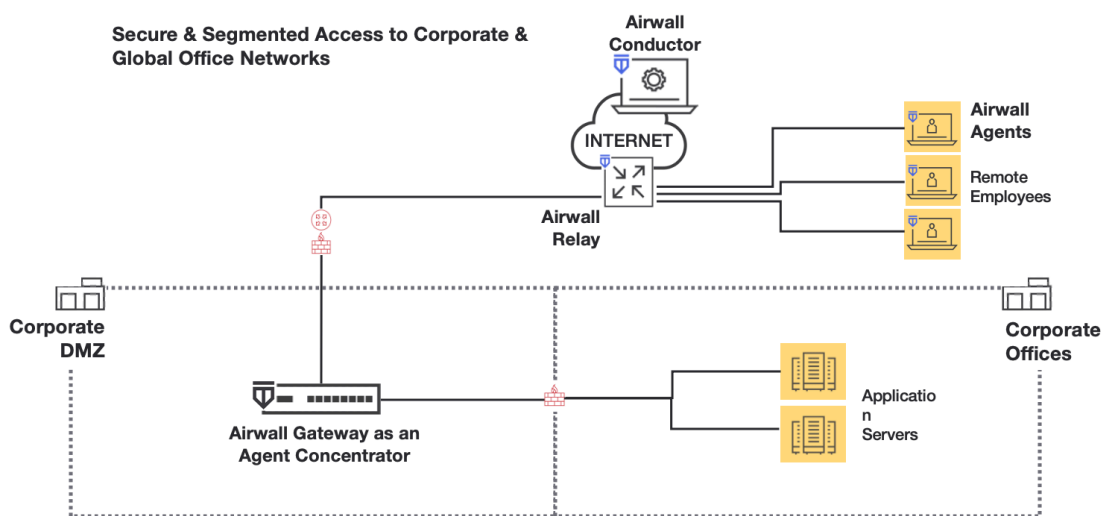 Secure & Segmented Access to Corporate &
Global Office Networks
Airwall
Conductor
INTERNET
Airwall
Agents
Remote
Employees
Airwall
Relay
Corporate
DMZ
Corporate
Offices
Airwall Gateway as an
Agent Concentrator
Applicatio
n
Servers